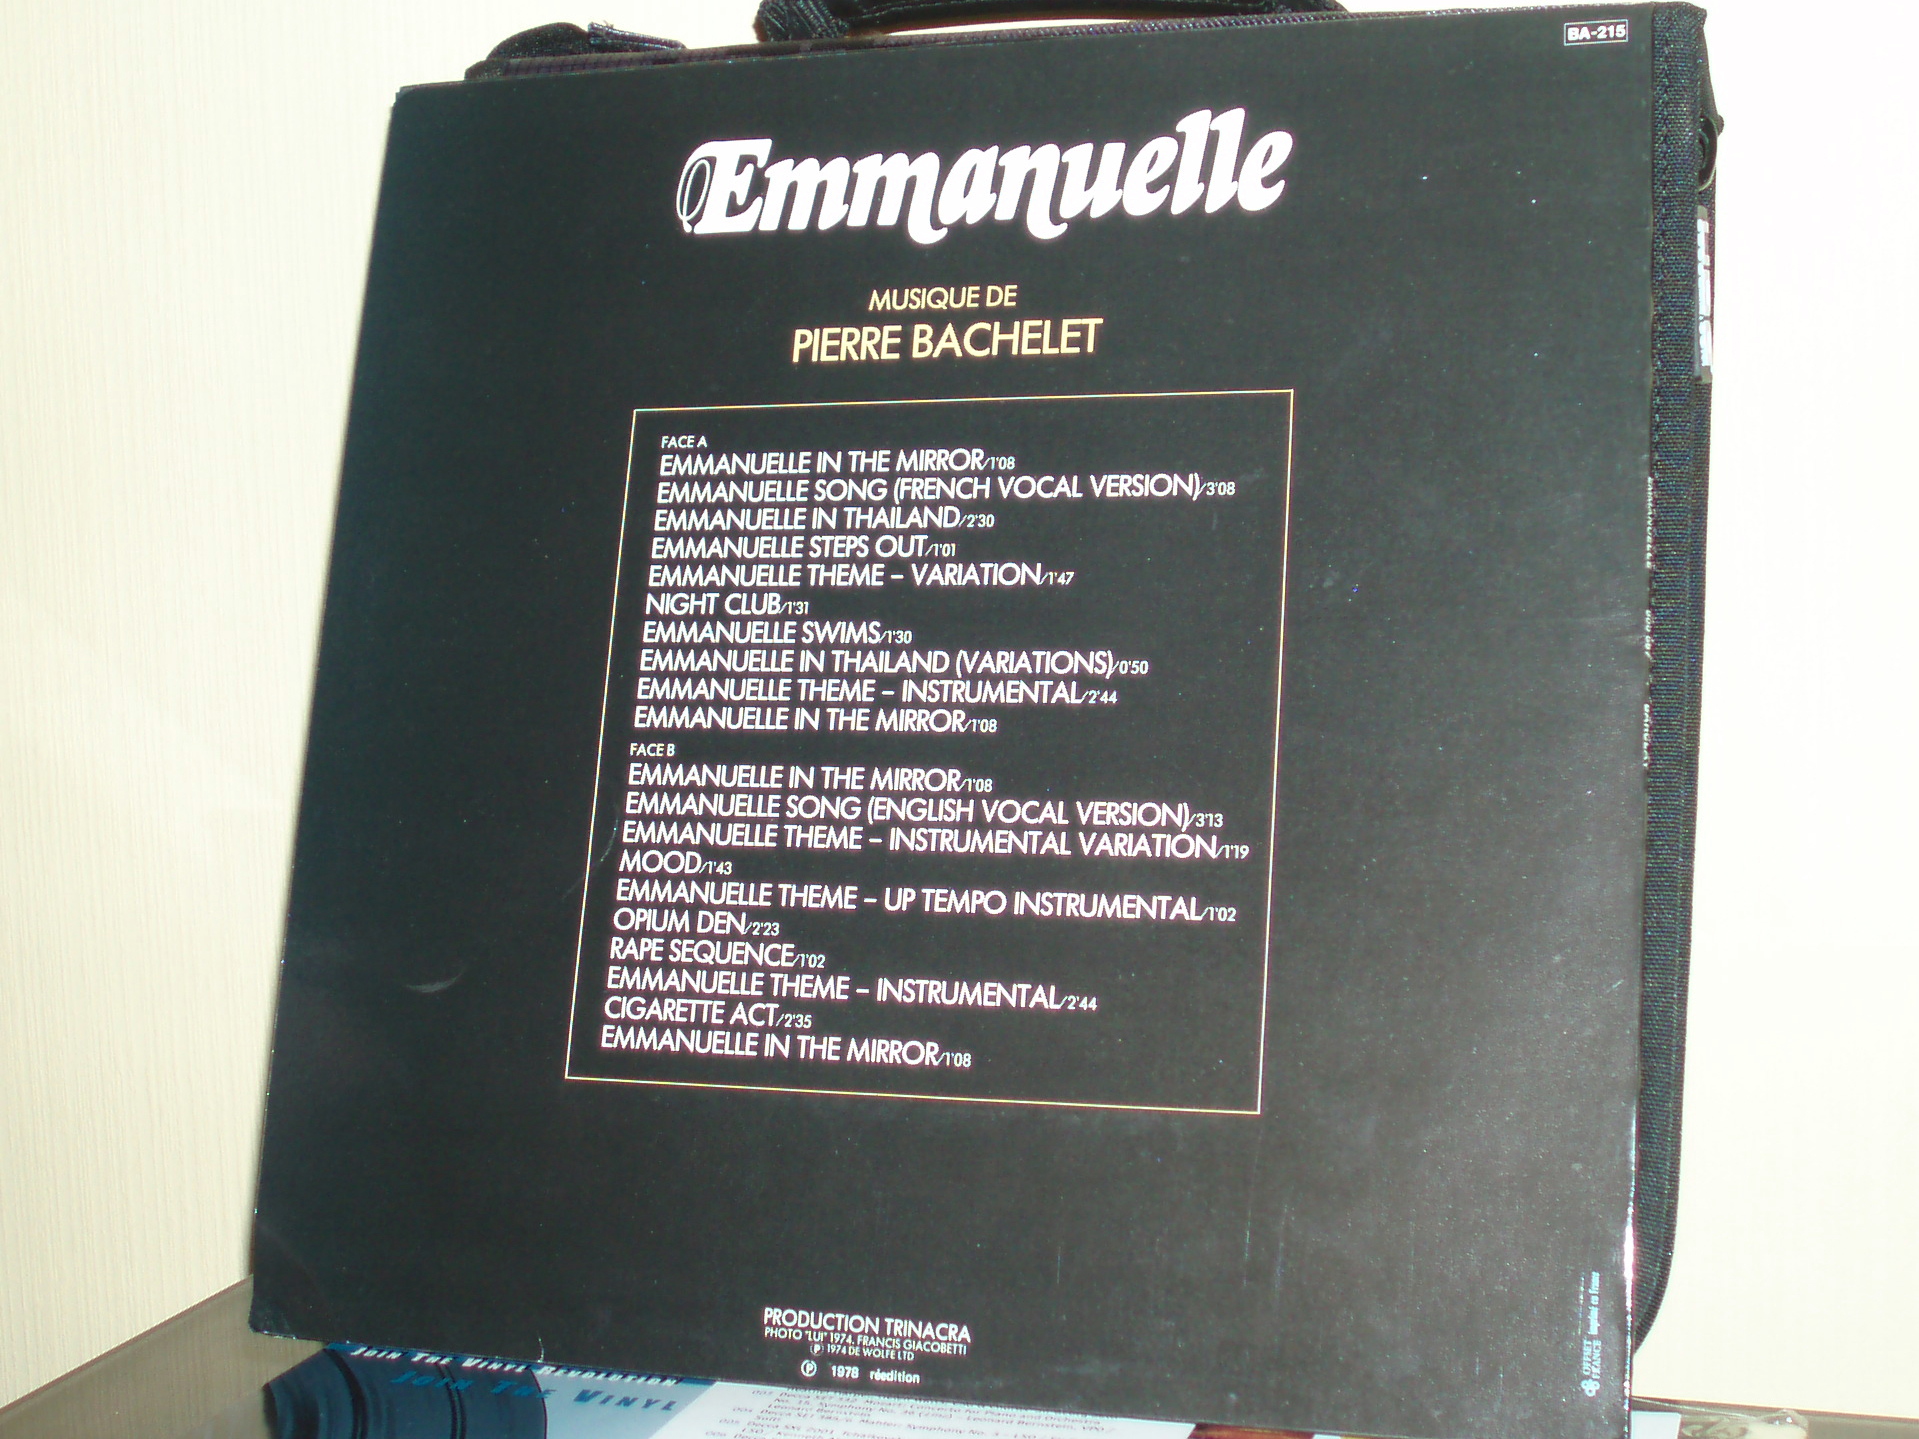 BA-215
Emmanuelle
MUSIQUE DE
PIERRE BACHELET
FACE A
EMMANUELLE IN THE MIRROR/1'08
EMMANUELLE SONG (FRENCH VOCAL VERSION)/3'08
EMMANUELLE IN THAILAND/2'30
EMMANUELLE STEPS OUT/1'01
EMMANUELLE THEME – VARIATION/1'47
NIGHT CLUB/1'31
EMMANUELLE SWIMS/1'30
EMMANUELLE IN THAILAND (VARIATIONS)/0'50
EMMANUELLE THEME – INSTRUMENTAL/2'44
EMMANUELLE IN THE MIRROR/1'08
FACE B
EMMANUELLE IN THE MIRROR/1'08
EMMANUELLE SONG (ENGLISH VOCAL VERSION)/3'13
EMMANUELLE THEME – INSTRUMENTAL VARIATION/1'19
MOOD/1'43
EMMANUELLE THEME – UP TEMPO INSTRUMENTAL/1'02
OPIUM DEN/2'23
RAPE SEQUENCE/1'02
EMMANUELLE THEME – INSTRUMENTAL/2'44
CIGARETTE ACT/2'35
EMMANUELLE IN THE MIRROR/1'08
PRODUCTION TRINACRA
PHOTO "LUI" 1974. FRANCIS GIACOBETTI
℗ 1974 DE WOLFE LTD
℗ 1978 réedition
OFFSET
FRANCE
Imprimé en France
JOIN THE VINYL REVOLUTION
JOIN THE VINYL
Leonard Bernstein